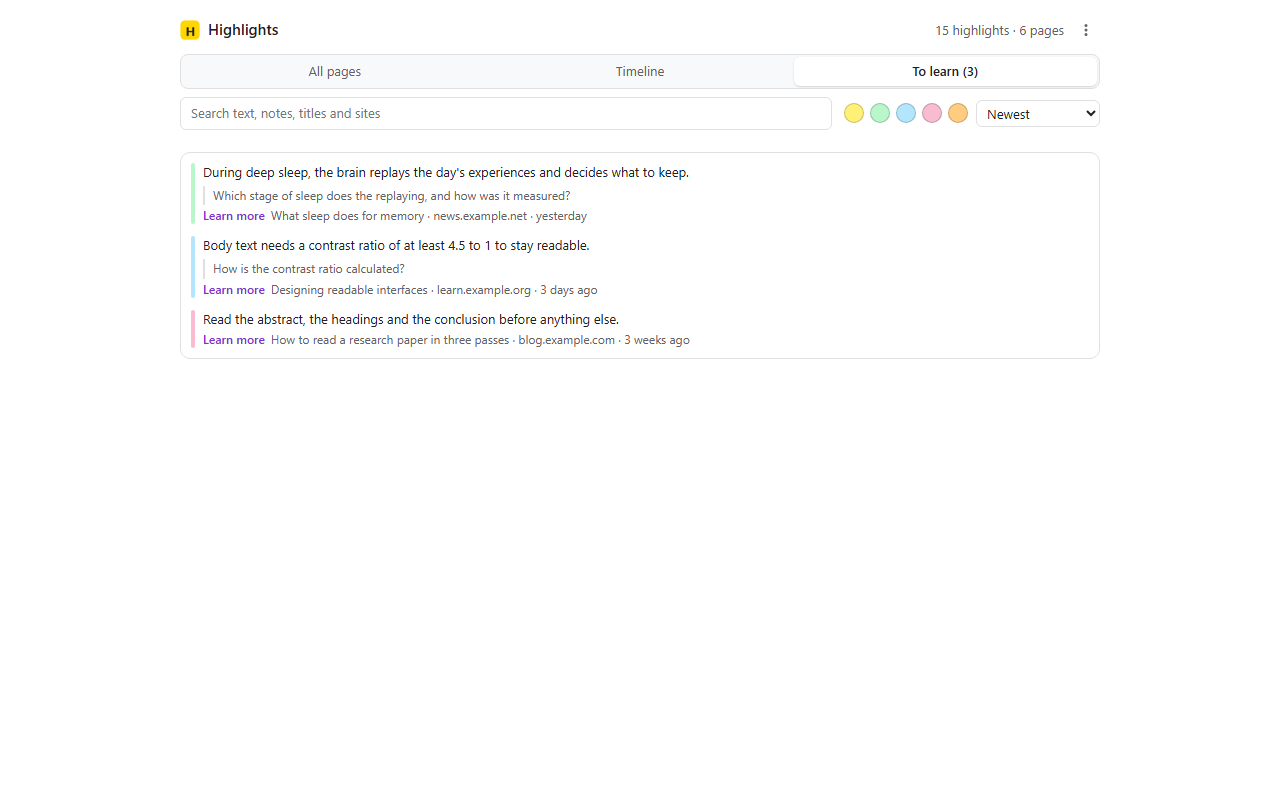 H Highlights
15 highlights · 6 pages
All pages
Timeline
To learn (3)
Search text, notes, titles and sites
Newest
During deep sleep, the brain replays the day's experiences and decides what to keep.
Which stage of sleep does the replaying, and how was it measured?
Learn more What sleep does for memory · news.example.net · yesterday
Body text needs a contrast ratio of at least 4.5 to 1 to stay readable.
How is the contrast ratio calculated?
Learn more Designing readable interfaces · learn.example.org · 3 days ago
Read the abstract, the headings and the conclusion before anything else.
Learn more How to read a research paper in three passes · blog.example.com · 3 weeks ago